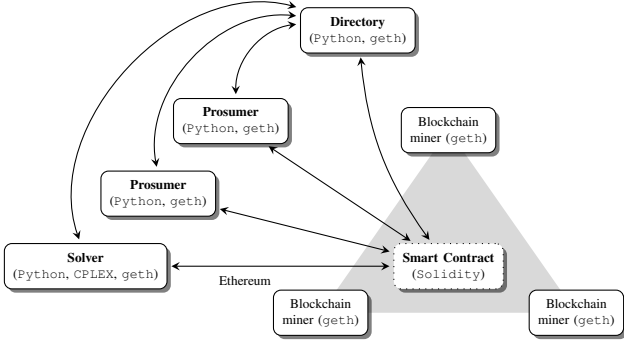 Directory
(Python, geth)
Prosumer
(Python, geth)
Blockchain
miner (geth)
Prosumer
(Python, geth)
Solver
(Python, CPLEX, geth)
Smart Contract
(Solidity)
Ethereum
Blockchain
miner (geth)
Blockchain
miner (geth)